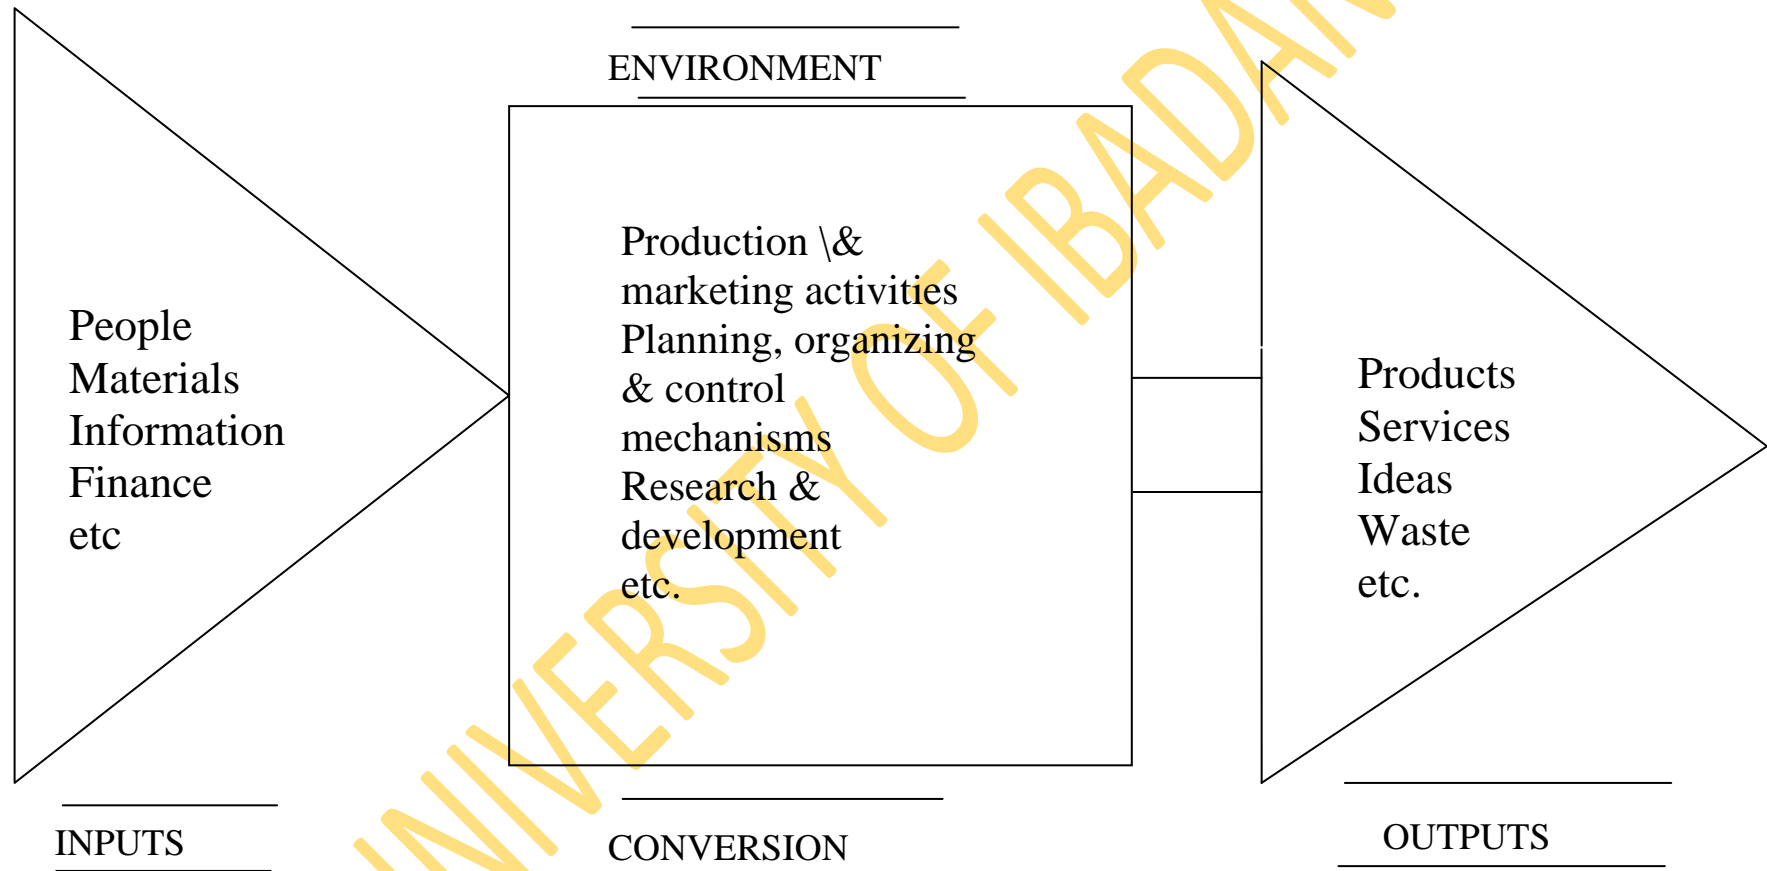 ENVIRONMENT
People
Materials
Information
Finance
etc
Production \&
marketing activities
Planning, organizing
& control
mechanisms
Research &
development
etc.
Products
Services
Ideas
Waste
etc.
INPUTS
CONVERSION
OUTPUTS
UNIVERSITY OF IBADAN